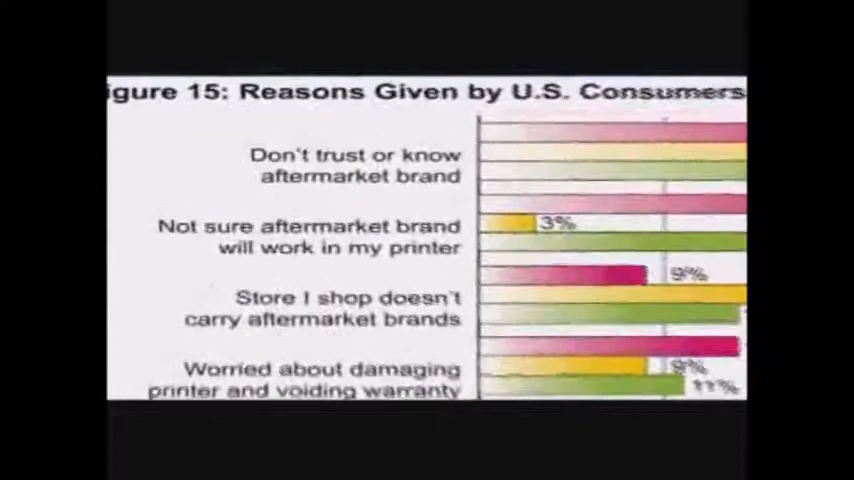 igure 15: Reasons Given by U.S. Consumers
Don't trust or know
aftermarket brand
Not sure aftermarket brand
will work in my printer
3%
Store I shop doesn't
carry aftermarket brands
9%
Worried about damaging
printer and voiding warranty
9%
11%